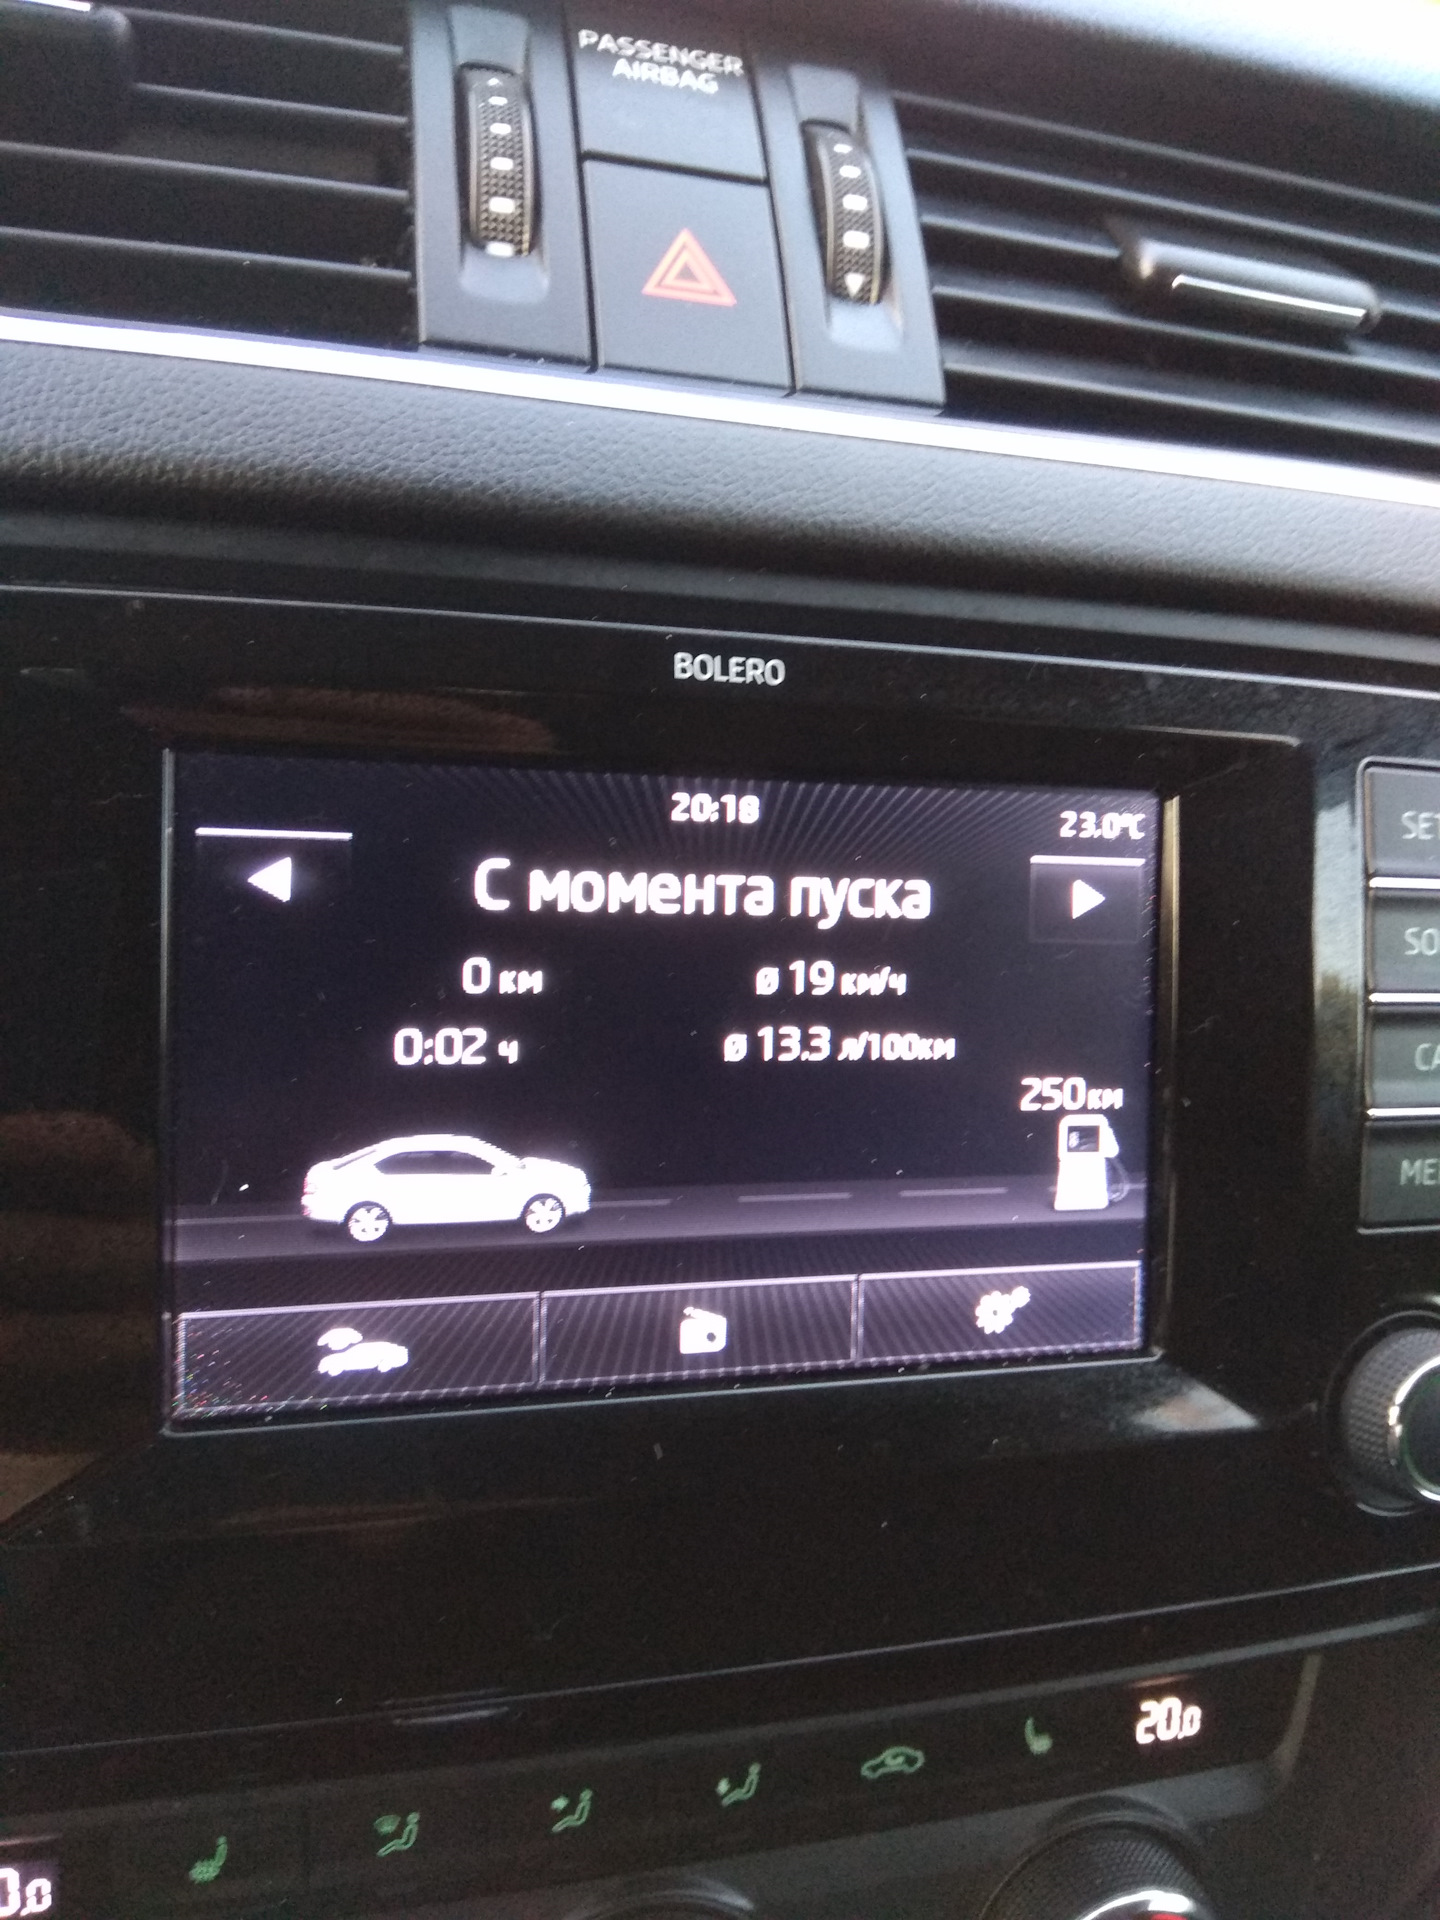 PASSENGER
AIRBAG
BOLERO
20:18
23.0°C
С момента пуска
0 км
ø 19 км/ч
0:02 ч
ø 13.3 л/100км
250км
20.0